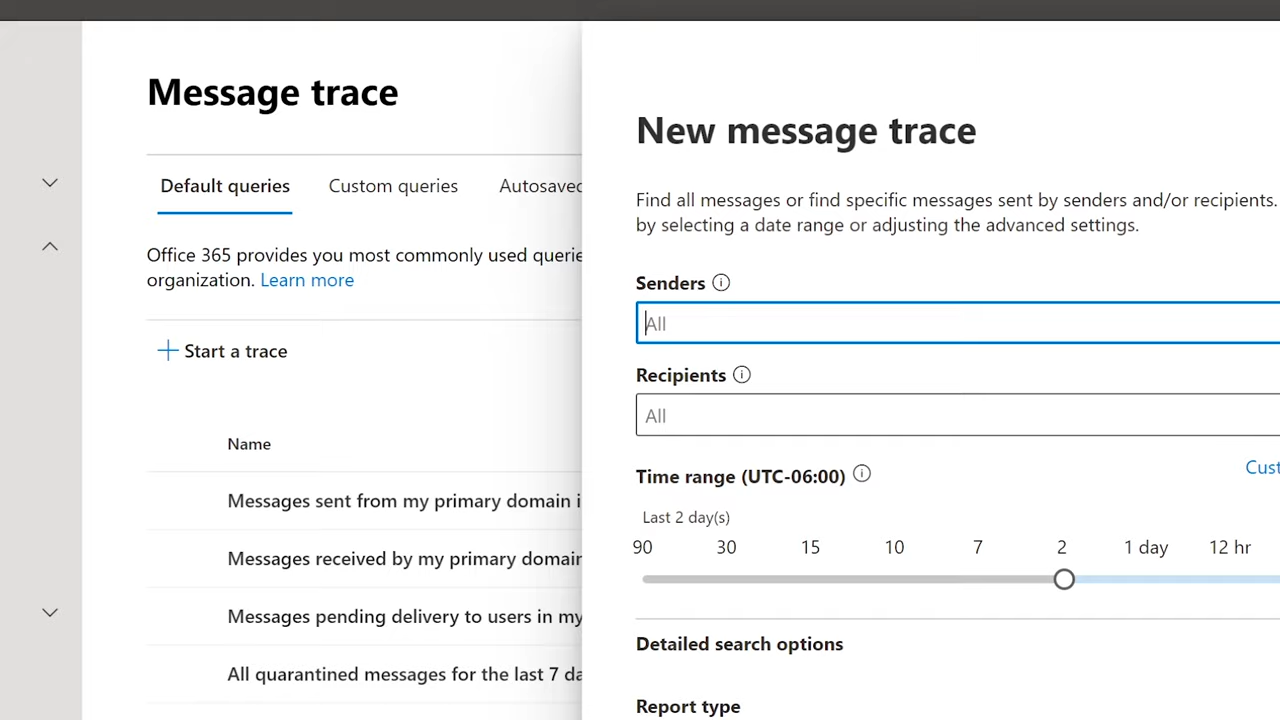 Message trace
Default queries
Custom queries
Autosaved
Office 365 provides you most commonly used querie
organization. Learn more
Start a trace
Name
Messages sent from my primary domain i
Messages received by my primary domain
Messages pending delivery to users in my
All quarantined messages for the last 7 da
New message trace
Find all messages or find specific messages sent by senders and/or recipients.
by selecting a date range or adjusting the advanced settings.
Senders
All
Recipients
All
Time range (UTC-06:00)
Cust
Last 2 day(s)
90 30 15 10 7 2 1 day 12 hr
Detailed search options
Report type